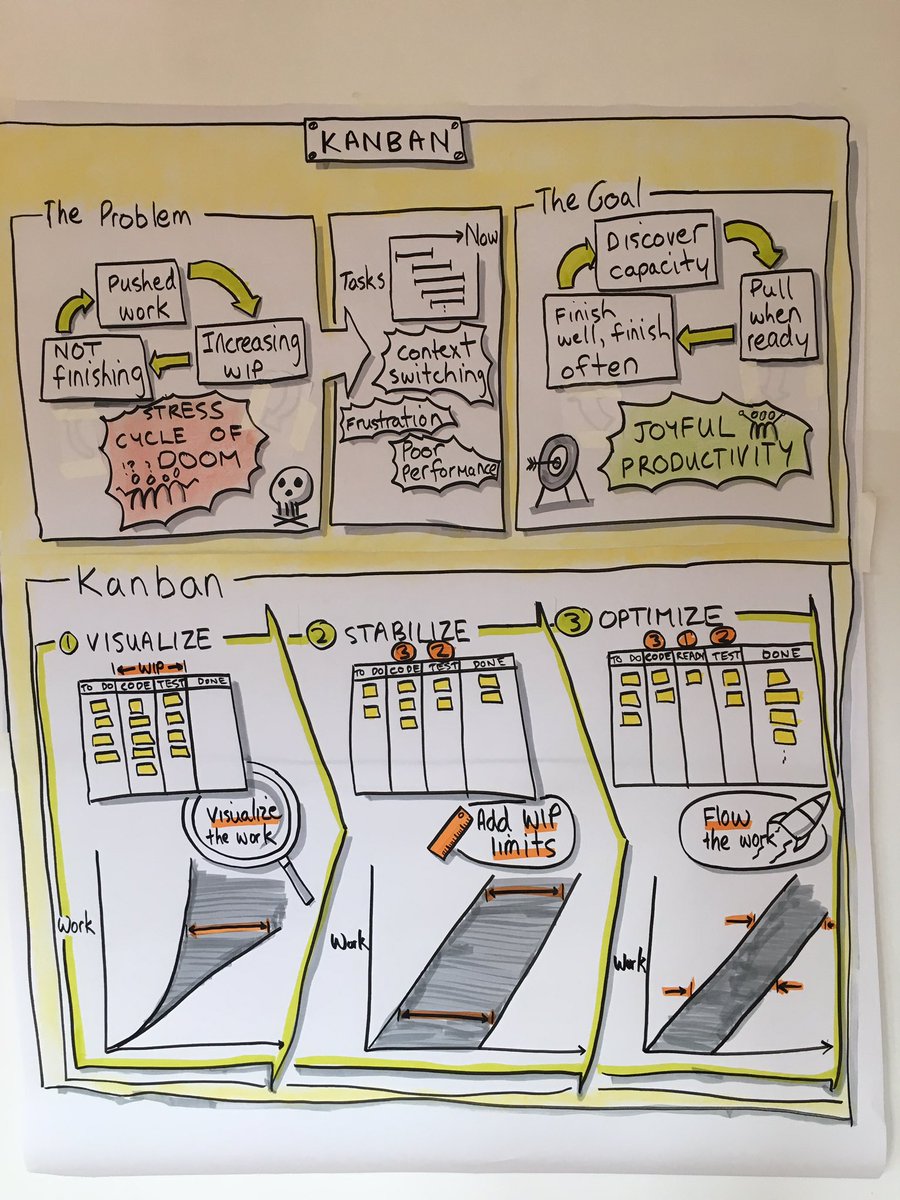 KANBAN
The Problem
Pushed
work
Increasing
WIP
NOT
finishing
STRESS
CYCLE OF
DOOM
!? ?
Now
Tasks
Context
switching
Frustration
Poor
Performance
The Goal
Discover
capacity
Pull
when
ready
Finish
well, finish
often
JOYFUL
PRODUCTIVITY
Kanban
1 VISUALIZE
WIP
TO DO CODE TEST DONE
Visualize
the work
Work
2 STABILIZE
3 2
TO DO CODE TEST DONE
Add WIP
limits
Work
3 OPTIMIZE
3 1 2
TO DO CODE READY TEST DONE
Flow
the work
Work